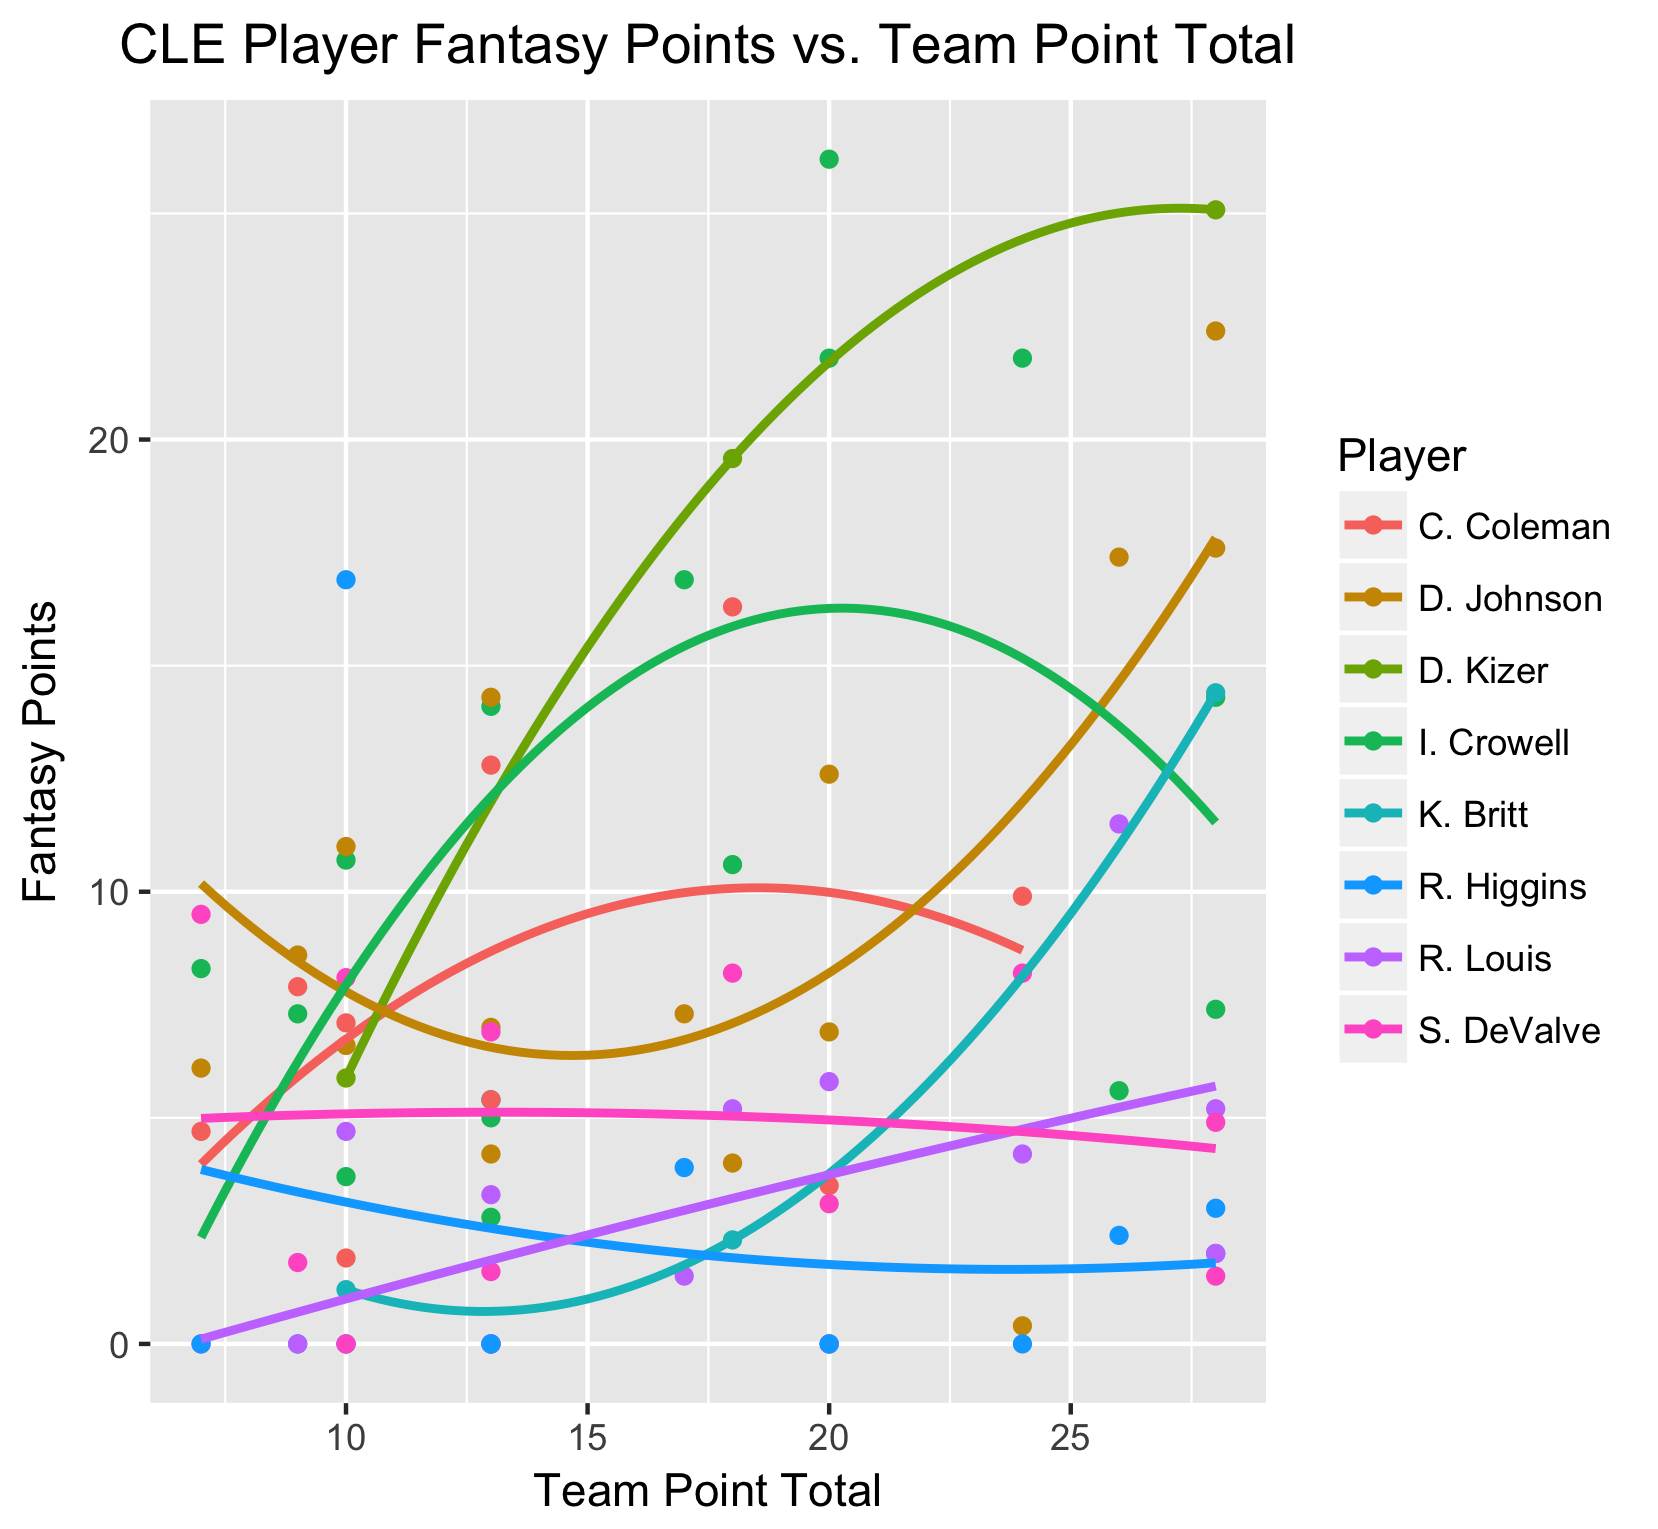 CLE Player Fantasy Points vs. Team Point Total
Fantasy Points
20
10
0
10
15
20
25
Team Point Total
Player
C. Coleman
D. Johnson
D. Kizer
I. Crowell
K. Britt
R. Higgins
R. Louis
S. DeValve